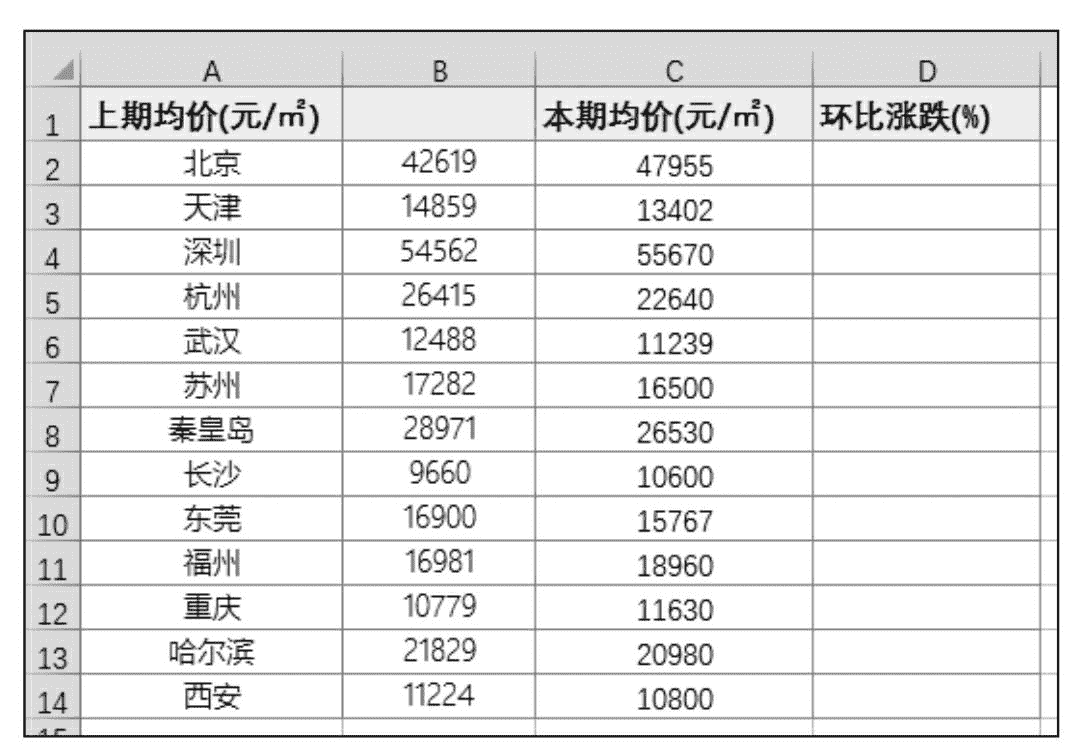 A B C D
1 上期均价(元/㎡) 本期均价(元/㎡) 环比涨跌(%)
2 北京 42619 47955
3 天津 14859 13402
4 深圳 54562 55670
5 杭州 26415 22640
6 武汉 12488 11239
7 苏州 17282 16500
8 秦皇岛 28971 26530
9 长沙 9660 10600
10 东莞 16900 15767
11 福州 16981 18960
12 重庆 10779 11630
13 哈尔滨 21829 20980
14 西安 11224 10800